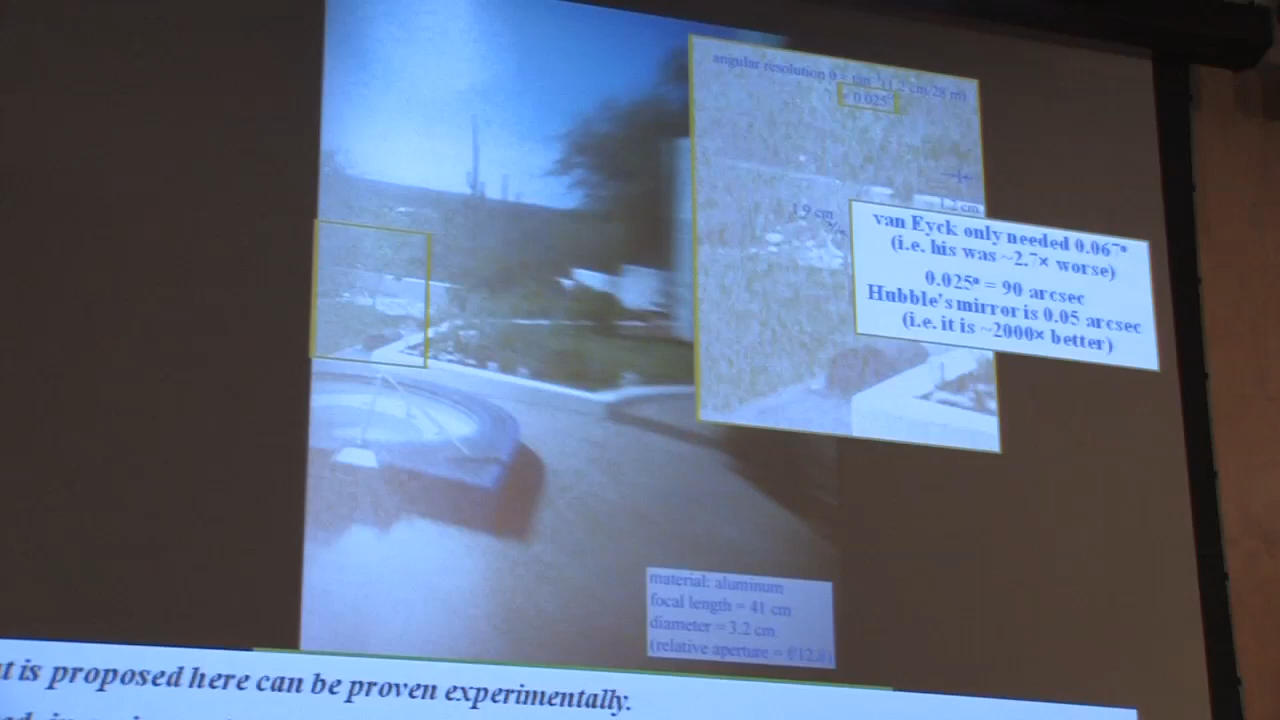 angular resolution θ = tan⁻¹(1.2 cm/28 m)
= 0.025°
1.2 cm
1.9 cm
van Eyck only needed 0.067°
(i.e. his was ~2.7× worse)
0.025° = 90 arcsec
Hubble's mirror is 0.05 arcsec
(i.e. it is ~2000× better)
material: aluminum
focal length = 41 cm
diameter = 3.2 cm
(relative aperture = f/12.8)
is proposed here can be proven experimentally.